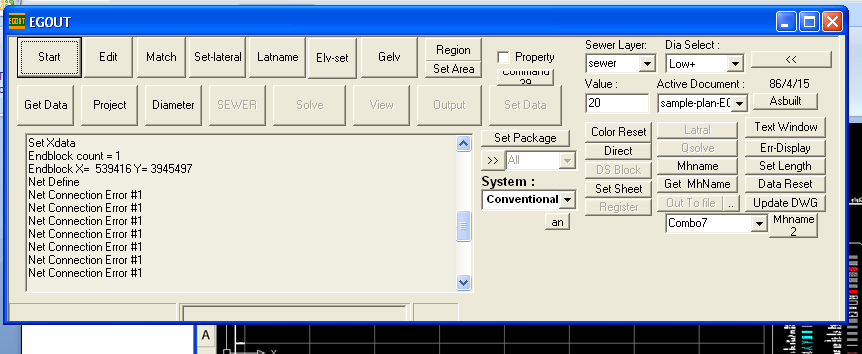 EGOUT
EGOUT
Start
Edit
Match
Set-lateral
Latname
Elv-set
Gelv
Region
Set Area
Property
Command
29
Sewer Layer:
Dia Select :
sewer
Low+
<<
Value :
Active Document :
86/4/15
20
sample-plan-E
Asbuilt
Get Data
Project
Diameter
SEWER
Solve
View
Output
Set Data
Set Xdata
Endblock count = 1
Endblock X=  539416 Y= 3945497
Net Define
Net Connection Error #1
Net Connection Error #1
Net Connection Error #1
Net Connection Error #1
Net Connection Error #1
Net Connection Error #1
Net Connection Error #1
Set Package
>>
All
System :
Conventional
an
Color Reset
Direct
DS Block
Set Sheet
Register
Latral
Qsolve
Mhname
Get MhName
Out To file
..
Combo7
Text Window
Err-Display
Set Length
Data Reset
Update DWG
Mhname
2
A
X